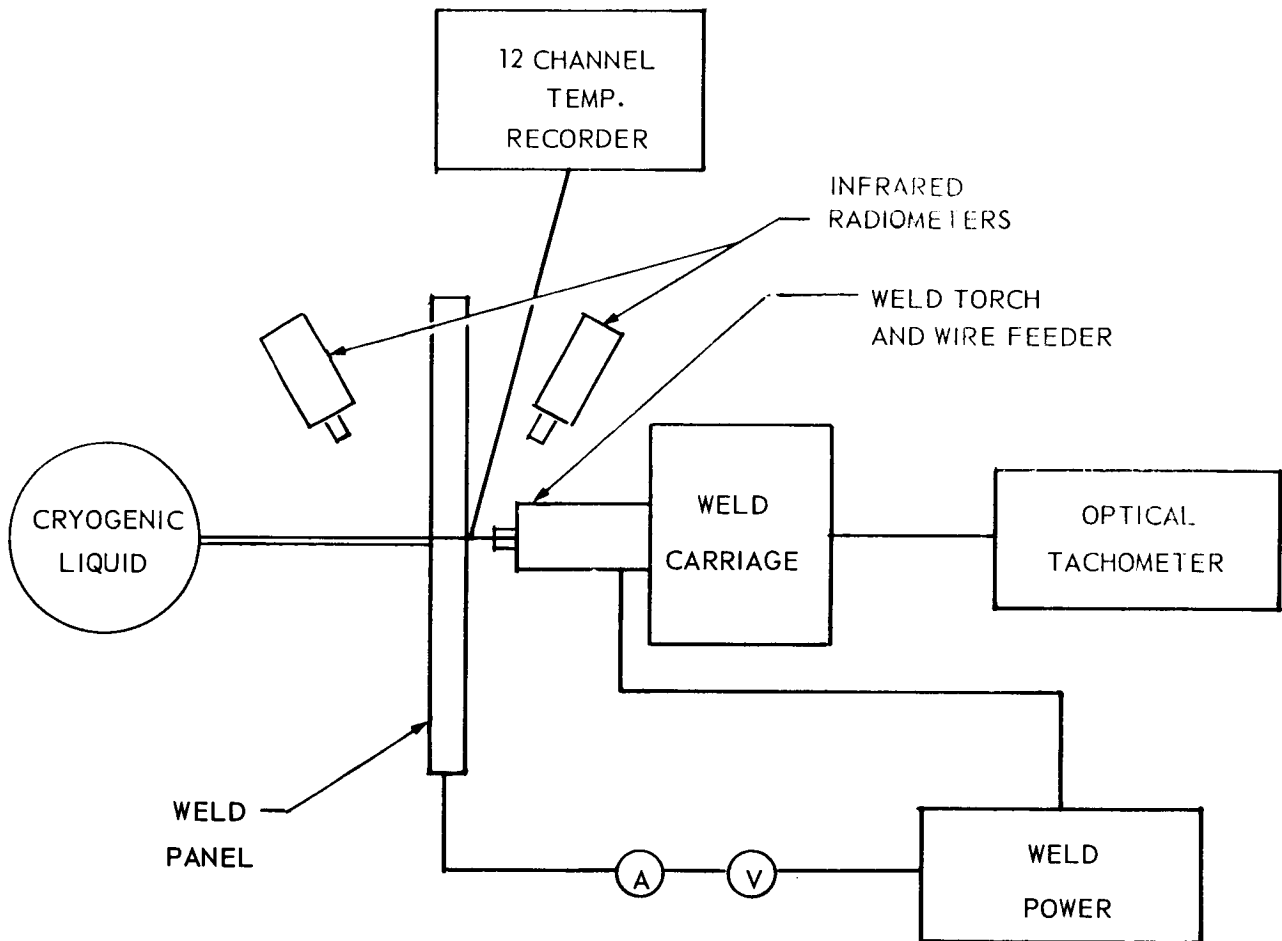 12 CHANNEL
TEMP.
RECORDER
INFRARED
RADIOMETERS
WELD TORCH
AND WIRE FEEDER
CRYOGENIC
LIQUID
WELD
CARRIAGE
OPTICAL
TACHOMETER
WELD
PANEL
A
V
WELD
POWER